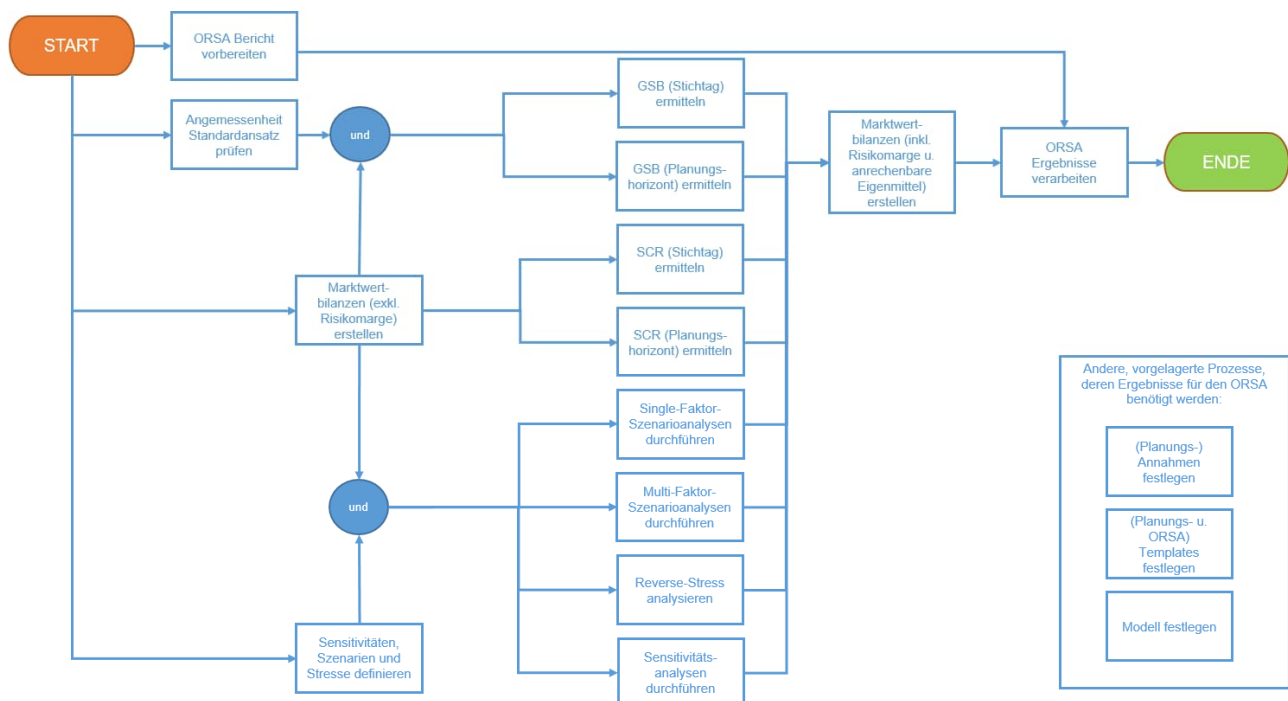 START
ORSA Bericht
vorbereiten
Angemessenheit
Standardansatz
prüfen
und
GSB (Stichtag)
ermitteln
GSB (Planungs-
horizont) ermitteln
Marktwert-
bilanzen (inkl.
Risikomarge u.
anrechenbare
Eigenmittel)
erstellen
ORSA
Ergebnisse
verarbeiten
ENDE
Marktwert-
bilanzen (exkl.
Risikomarge)
erstellen
SCR (Stichtag)
ermitteln
SCR (Planungs-
horizont) ermitteln
und
Single-Faktor-
Szenarioanalysen
durchführen
Multi-Faktor-
Szenarioanalysen
durchführen
Reverse-Stress
analysieren
Sensitivitäten,
Szenarien und
Stresse definieren
Sensitivitäts-
analysen
durchführen
Andere, vorgelagerte Prozesse,
deren Ergebnisse für den ORSA
benötigt werden:
(Planungs-)
Annahmen
festlegen
(Planungs- u.
ORSA)
Templates
festlegen
Modell festlegen